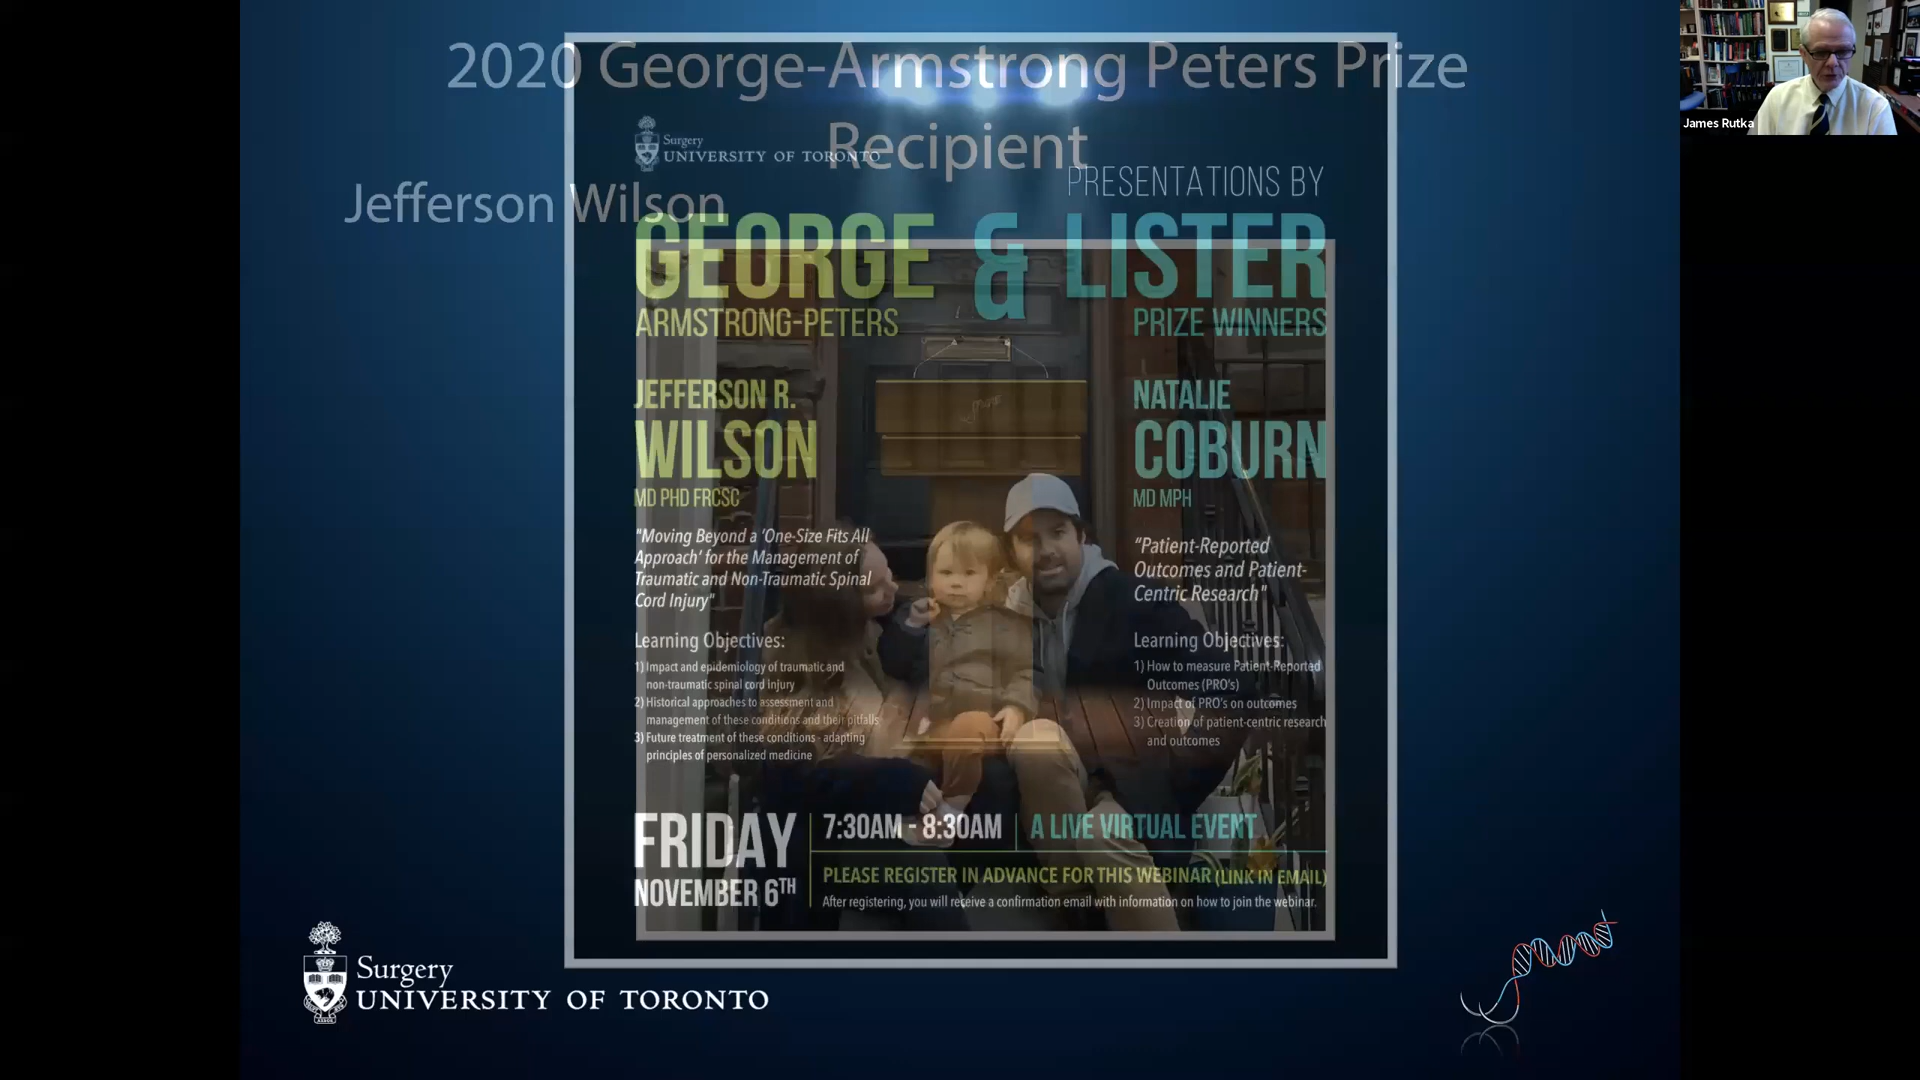 2020 George-Armstrong Peters Prize
Recipient
Jefferson Wilson
Surgery
UNIVERSITY OF TORONTO
PRESENTATIONS BY
GEORGE & LISTER
ARMSTRONG-PETERS
PRIZE WINNERS
JEFFERSON R.
WILSON
MD PHD FRCSC
"Moving Beyond a ‘One-Size Fits All
Approach’ for the Management of
Traumatic and Non-Traumatic Spinal
Cord Injury"
Learning Objectives:
1) Impact and epidemiology of traumatic and
non-traumatic spinal cord injury
2) Historical approaches to assessment and
management of these conditions and their pitfalls
3) Future treatment of these conditions - adapting
principles of personalized medicine
NATALIE
COBURN
MD MPH
“Patient-Reported
Outcomes and Patient-
Centric Research"
Learning Objectives:
1) How to measure Patient-Reported
Outcomes (PRO's)
2) Impact of PRO's on outcomes
3) Creation of patient-centric research
and outcomes
FRIDAY
NOVEMBER 6TH
7:30AM - 8:30AM
A LIVE VIRTUAL EVENT
PLEASE REGISTER IN ADVANCE FOR THIS WEBINAR (LINK IN EMAIL)
After registering, you will receive a confirmation email with information on how to join the webinar.
Surgery
UNIVERSITY OF TORONTO
James Rutka